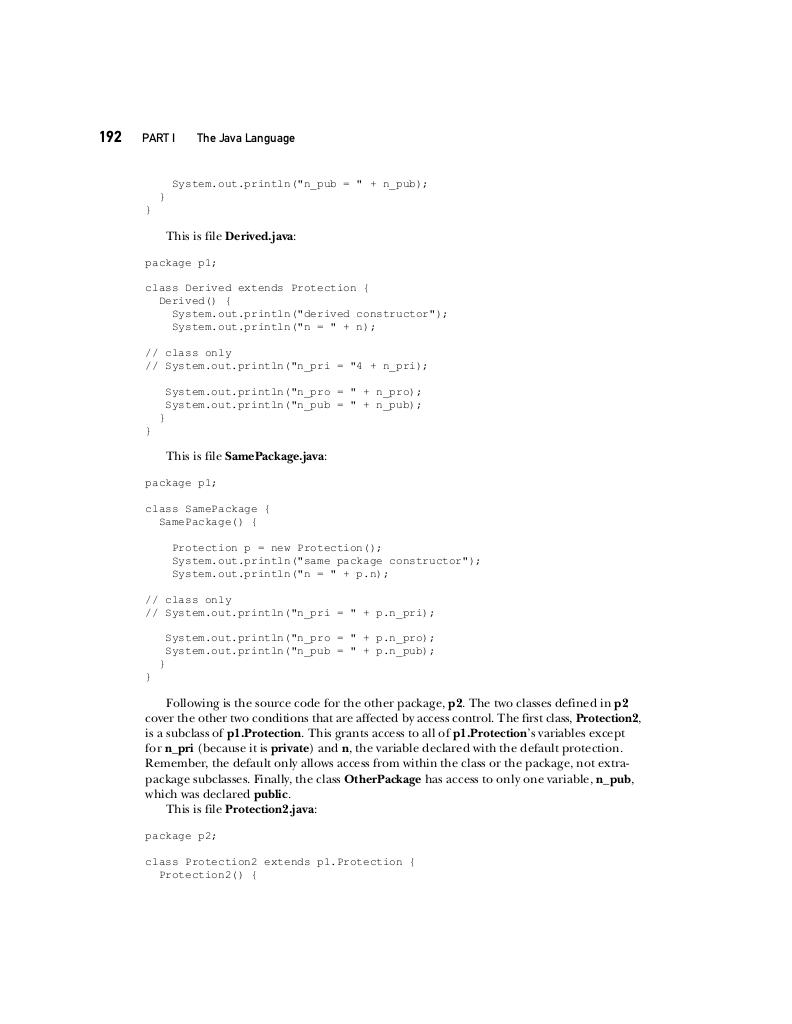 192 PART I The Java Language
System.out.println("n_pub = " + n_pub);
}
}
This is file Derived.java:
package p1;
class Derived extends Protection {
Derived() {
System.out.println("derived constructor");
System.out.println("n = " + n);
// class only
// System.out.println("n_pri = "4 + n_pri);
System.out.println("n_pro = " + n_pro);
System.out.println("n_pub = " + n_pub);
}
}
This is file SamePackage.java:
package p1;
class SamePackage {
SamePackage() {
Protection p = new Protection();
System.out.println("same package constructor");
System.out.println("n = " + p.n);
// class only
// System.out.println("n_pri = " + p.n_pri);
System.out.println("n_pro = " + p.n_pro);
System.out.println("n_pub = " + p.n_pub);
}
}
Following is the source code for the other package, p2. The two classes defined in p2
cover the other two conditions that are affected by access control. The first class, Protection2,
is a subclass of p1.Protection. This grants access to all of p1.Protection's variables except
for n_pri (because it is private) and n, the variable declared with the default protection.
Remember, the default only allows access from within the class or the package, not extra-
package subclasses. Finally, the class OtherPackage has access to only one variable, n_pub,
which was declared public.
This is file Protection2.java:
package p2;
class Protection2 extends p1.Protection {
Protection2() {